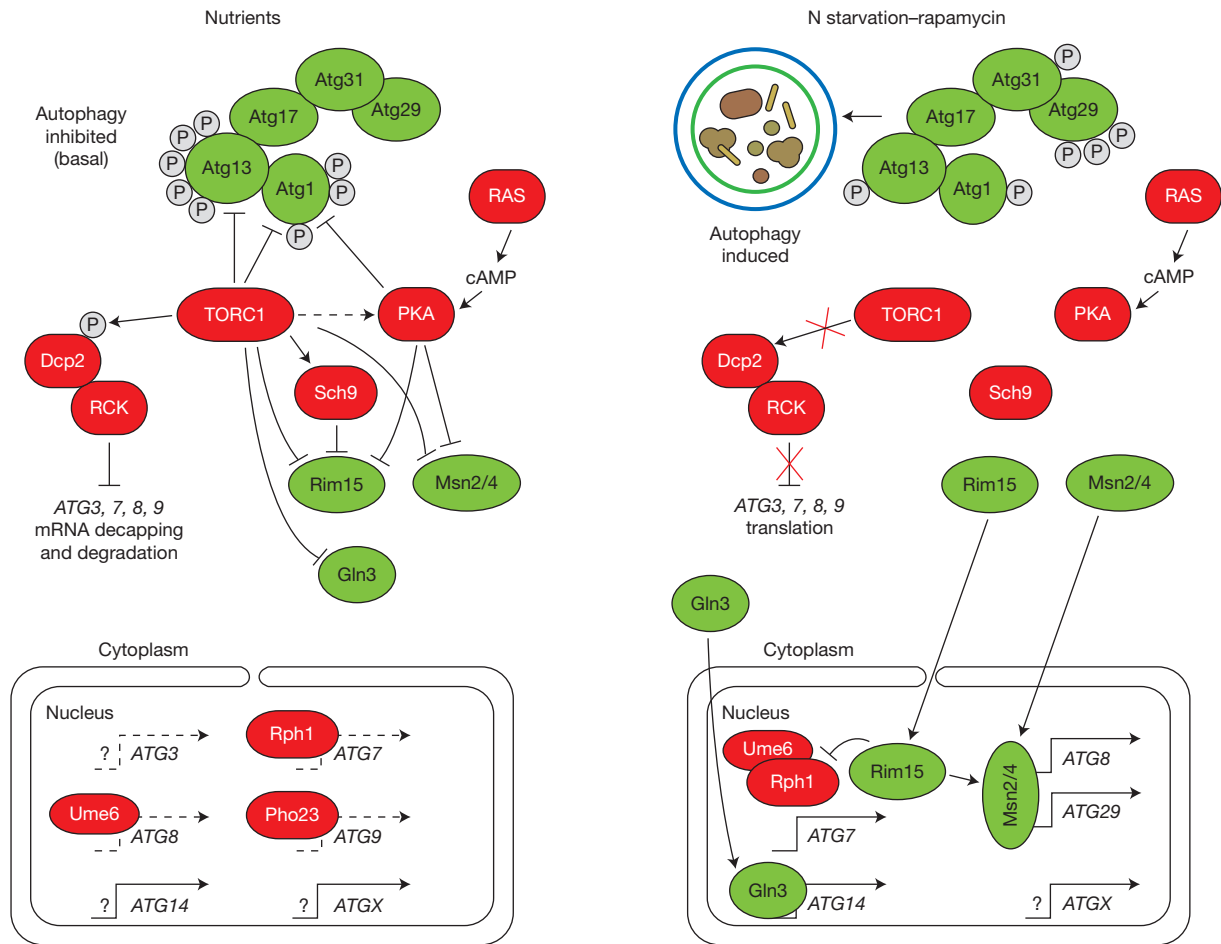 Nutrients
Autophagy
inhibited
(basal)
Atg31
Atg17
Atg29
P
P
P
Atg13
P
P
P
P
Atg1
P
P
P
RAS
cAMP
TORC1
PKA
P
Dcp2
RCK
Sch9
Rim15
Msn2/4
ATG3, 7, 8, 9
mRNA decapping
and degradation
Gln3
Cytoplasm
Nucleus
?
ATG3
Rph1
ATG7
Ume6
ATG8
Pho23
ATG9
?
ATG14
?
ATGX
N starvation–rapamycin
P
Atg31
Atg17
Atg29
P
P
P
Atg13
P
Atg1
P
RAS
Autophagy
induced
cAMP
TORC1
PKA
Dcp2
RCK
Sch9
Rim15
Msn2/4
ATG3, 7, 8, 9
translation
Gln3
Cytoplasm
Nucleus
Ume6
Rph1
Rim15
Msn2/4
ATG8
ATG29
ATG7
Gln3
ATG14
?
ATGX